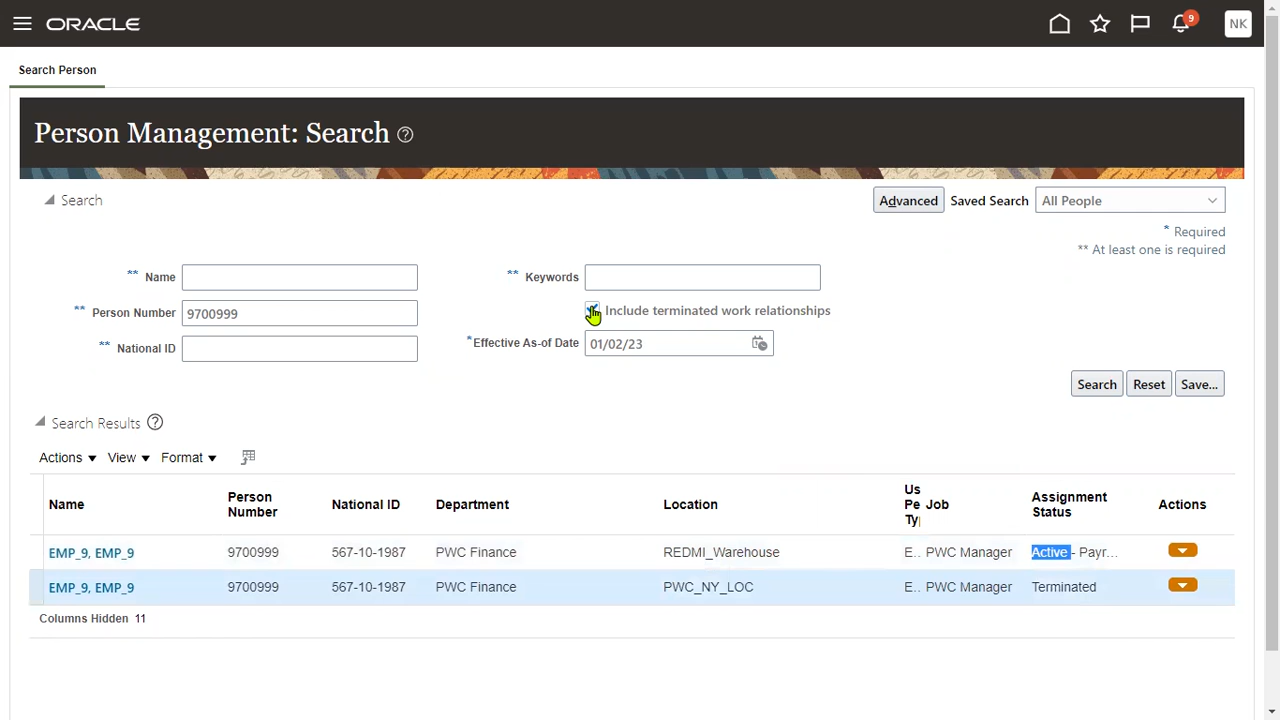 ORACLE
9
NK
Search Person
Person Management: Search ?
Search
Advanced Saved Search All People
* Required
** At least one is required
** Name
** Keywords
** Person Number 9700999
Include terminated work relationships
** National ID
* Effective As-of Date 01/02/23
Search Reset Save...
Search Results ?
Actions View Format
Name Person Number National ID Department Location Us Pe Ty Job Assignment Status Actions
EMP_9, EMP_9 9700999 567-10-1987 PWC Finance REDMI_Warehouse E.. PWC Manager Active - Payr...
EMP_9, EMP_9 9700999 567-10-1987 PWC Finance PWC_NY_LOC E.. PWC Manager Terminated
Columns Hidden 11